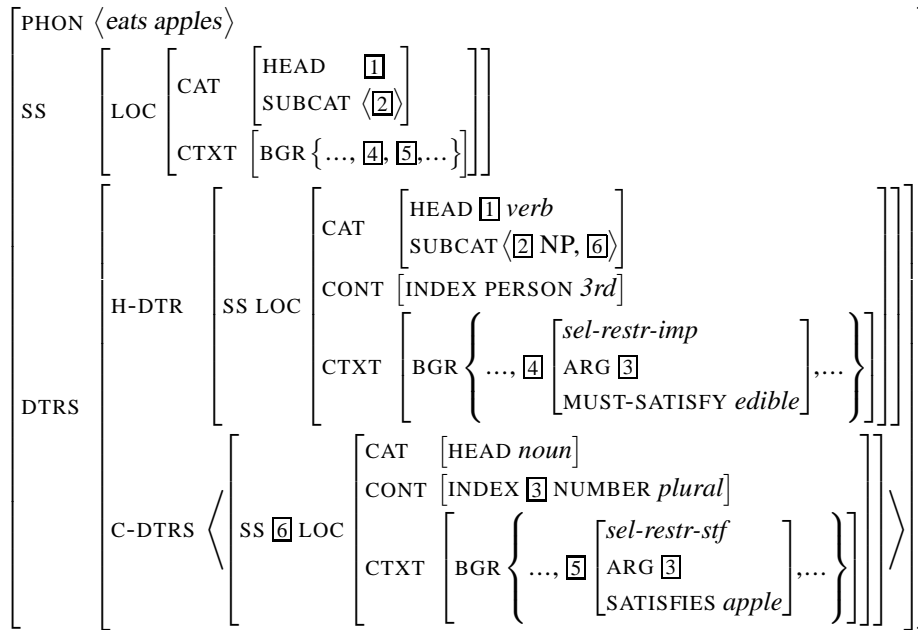 PHON ⟨eats apples⟩
SS LOC CAT HEAD 1
SUBCAT ⟨2⟩
CTXT [BGR {…, 4, 5,…}]
DTRS H-DTR SS LOC CAT HEAD 1 verb
SUBCAT⟨2 NP, 6⟩
CONT [INDEX PERSON 3rd]
CTXT BGR {…, 4 sel-restr-imp
ARG 3
MUST-SATISFY edible ,…}
C-DTRS ⟨ SS 6 LOC CAT [HEAD noun]
CONT [INDEX 3 NUMBER plural]
CTXT BGR {…, 5 sel-restr-stf
ARG 3
SATISFIES apple ,…} ⟩